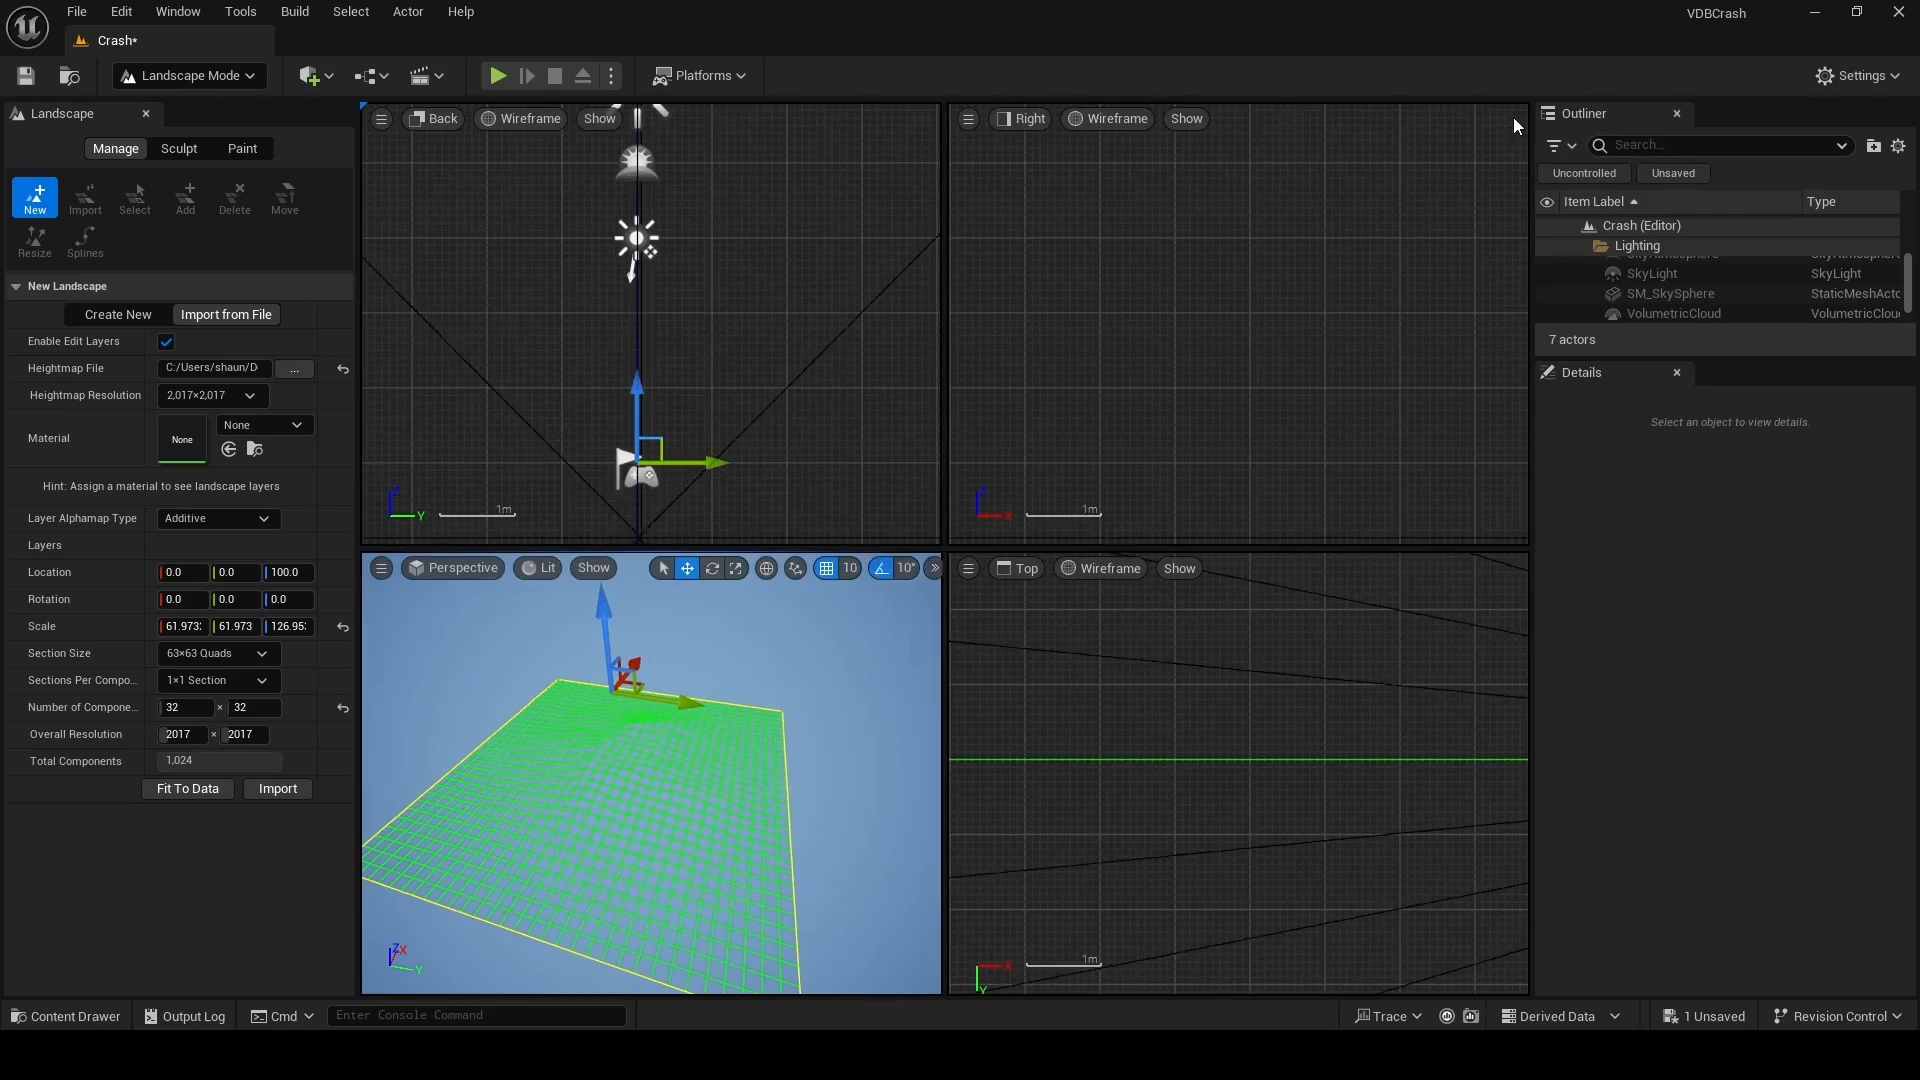 File Edit Window Tools Build Select Actor Help
VDBCrash
Crash*
Landscape Mode
Platforms
Settings
Landscape
Manage Sculpt Paint
New Import Select Add Delete Move
Resize Splines
New Landscape
Create New Import from File
Enable Edit Layers
Heightmap File C:/Users/shaun/D ...
Heightmap Resolution 2,017×2,017
Material None None
Hint: Assign a material to see landscape layers
Layer Alphamap Type Additive
Layers
Location 0.0 0.0 100.0
Rotation 0.0 0.0 0.0
Scale 61.973 61.973 126.95
Section Size 63×63 Quads
Sections Per Compo... 1×1 Section
Number of Compone... 32 × 32
Overall Resolution 2017 × 2017
Total Components 1,024
Fit To Data Import
Back Wireframe Show
Z Y 1m
Right Wireframe Show
Z X 1m
Perspective Lit Show 10 10°
Z X Y
Top Wireframe Show
X Y 1m
Outliner
Search...
Uncontrolled Unsaved
Item Label Type
Crash (Editor)
Lighting
SkyLight SkyLight
SM_SkySphere StaticMeshActo
VolumetricCloud VolumetricClou
7 actors
Details
Select an object to view details.
Content Drawer Output Log Cmd Enter Console Command
Trace Derived Data 1 Unsaved Revision Control